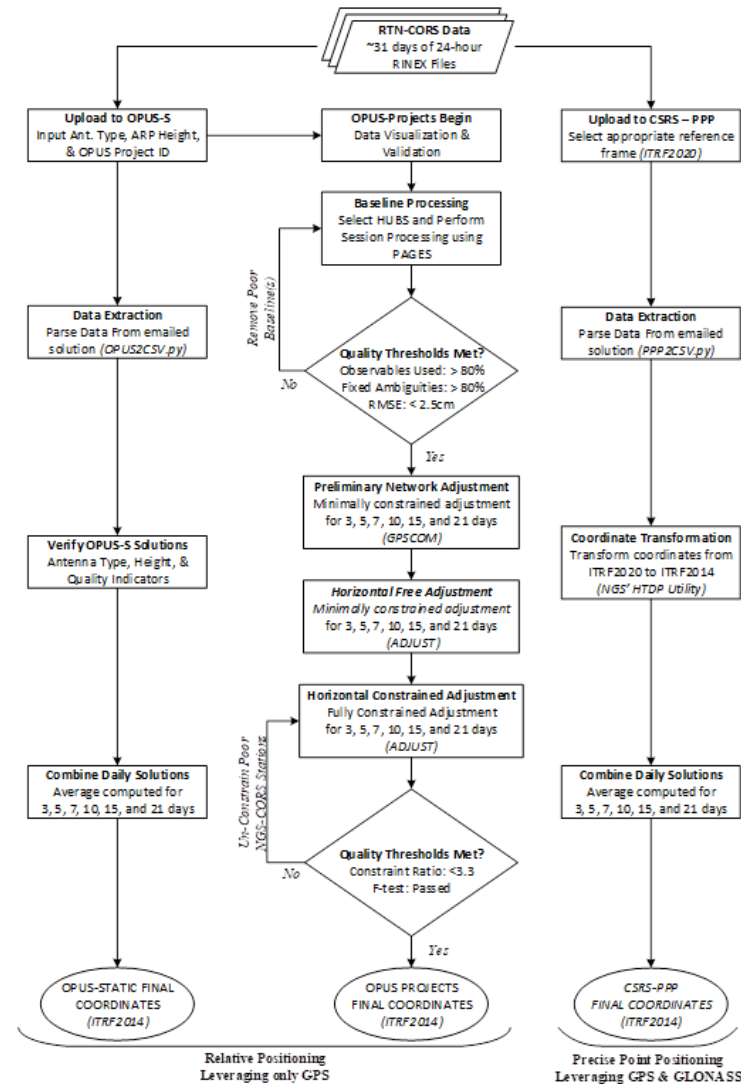 RTN-CORS Data
~31 days of 24-hour
RINEX Files
Upload to OPUS-S
Input Ant. Type, ARP Height,
& OPUS Project ID
OPUS-Projects Begin
Data Visualization &
Validation
Upload to CSRS – PPP
Select appropriate reference
frame (ITRF2020)
Baseline Processing
Select HUBS and Perform
Session Processing using
PAGES
Remove Poor
Baseline(s)
Data Extraction
Parse Data From emailed
solution (OPUS2CSV.py)
Quality Thresholds Met?
Observables Used: > 80%
Fixed Ambiguities: > 80%
RMSE: < 2.5cm
No
Yes
Data Extraction
Parse Data From emailed
solution (PPP2CSV.py)
Preliminary Network Adjustment
Minimally constrained adjustment
for 3, 5, 7, 10, 15, and 21 days
(GPSCOM)
Verify OPUS-S Solutions
Antenna Type, Height, &
Quality Indicators
Coordinate Transformation
Transform coordinates from
ITRF2020 to ITRF2014
(NGS' HTDP Utility)
Horizontal Free Adjustment
Minimally constrained adjustment
for 3, 5, 7, 10, 15, and 21 days
(ADJUST)
Horizontal Constrained Adjustment
Fully Constrained Adjustment
for 3, 5, 7, 10, 15, and 21 days
(ADJUST)
Un-Constrain Poor
NGS-CORS Stations
Combine Daily Solutions
Average computed for
3, 5, 7, 10, 15, and 21 days
Combine Daily Solutions
Average computed for
3, 5, 7, 10, 15, and 21 days
Quality Thresholds Met?
Constraint Ratio: <3.3
F-test: Passed
No
Yes
OPUS-STATIC FINAL
COORDINATES
(ITRF2014)
OPUS PROJECTS
FINAL COORDINATES
(ITRF2014)
CSRS-PPP
FINAL COORDINATES
(ITRF2014)
Relative Positioning
Leveraging only GPS
Precise Point Positioning
Leveraging GPS & GLONASS